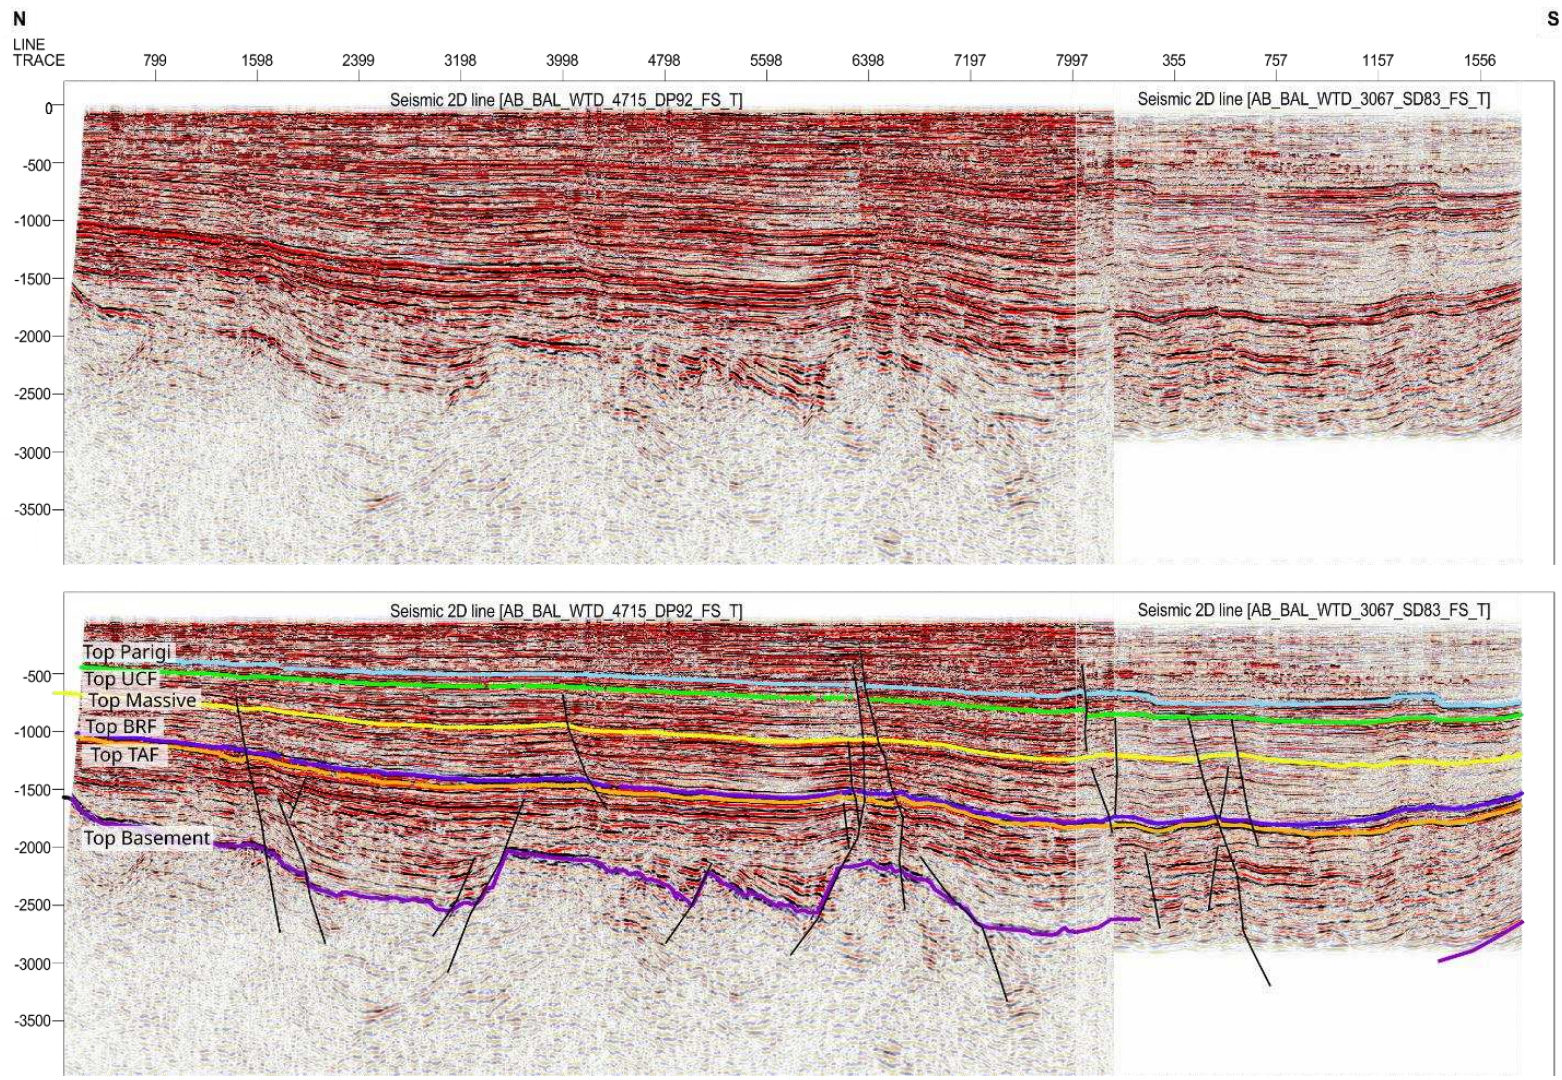 N S
LINE
TRACE 799 1598 2399 3198 3998 4798 5598 6398 7197 7997 355 757 1157 1556
Seismic 2D line [AB_BAL_WTD_4715_DP92_FS_T] Seismic 2D line [AB_BAL_WTD_3067_SD83_FS_T]
0
-500
-1000
-1500
-2000
-2500
-3000
-3500
Seismic 2D line [AB_BAL_WTD_4715_DP92_FS_T] Seismic 2D line [AB_BAL_WTD_3067_SD83_FS_T]
Top Parigi
-500
Top UCF
Top Massive
Top BRF
-1000
Top TAF
-1500
Top Basement
-2000
-2500
-3000
-3500